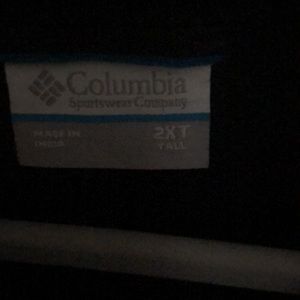 Columbia
Sportswear Company
MADE IN
INDIA
2XT
TALL